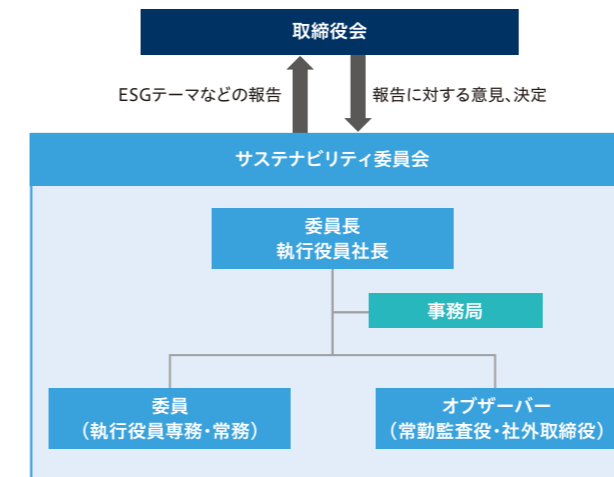 取締役会
ESGテーマなどの報告
報告に対する意見、決定
サステナビリティ委員会
委員長
執行役員社長
事務局
委員
（執行役員専務・常務）
オブザーバー
（常勤監査役・社外取締役）